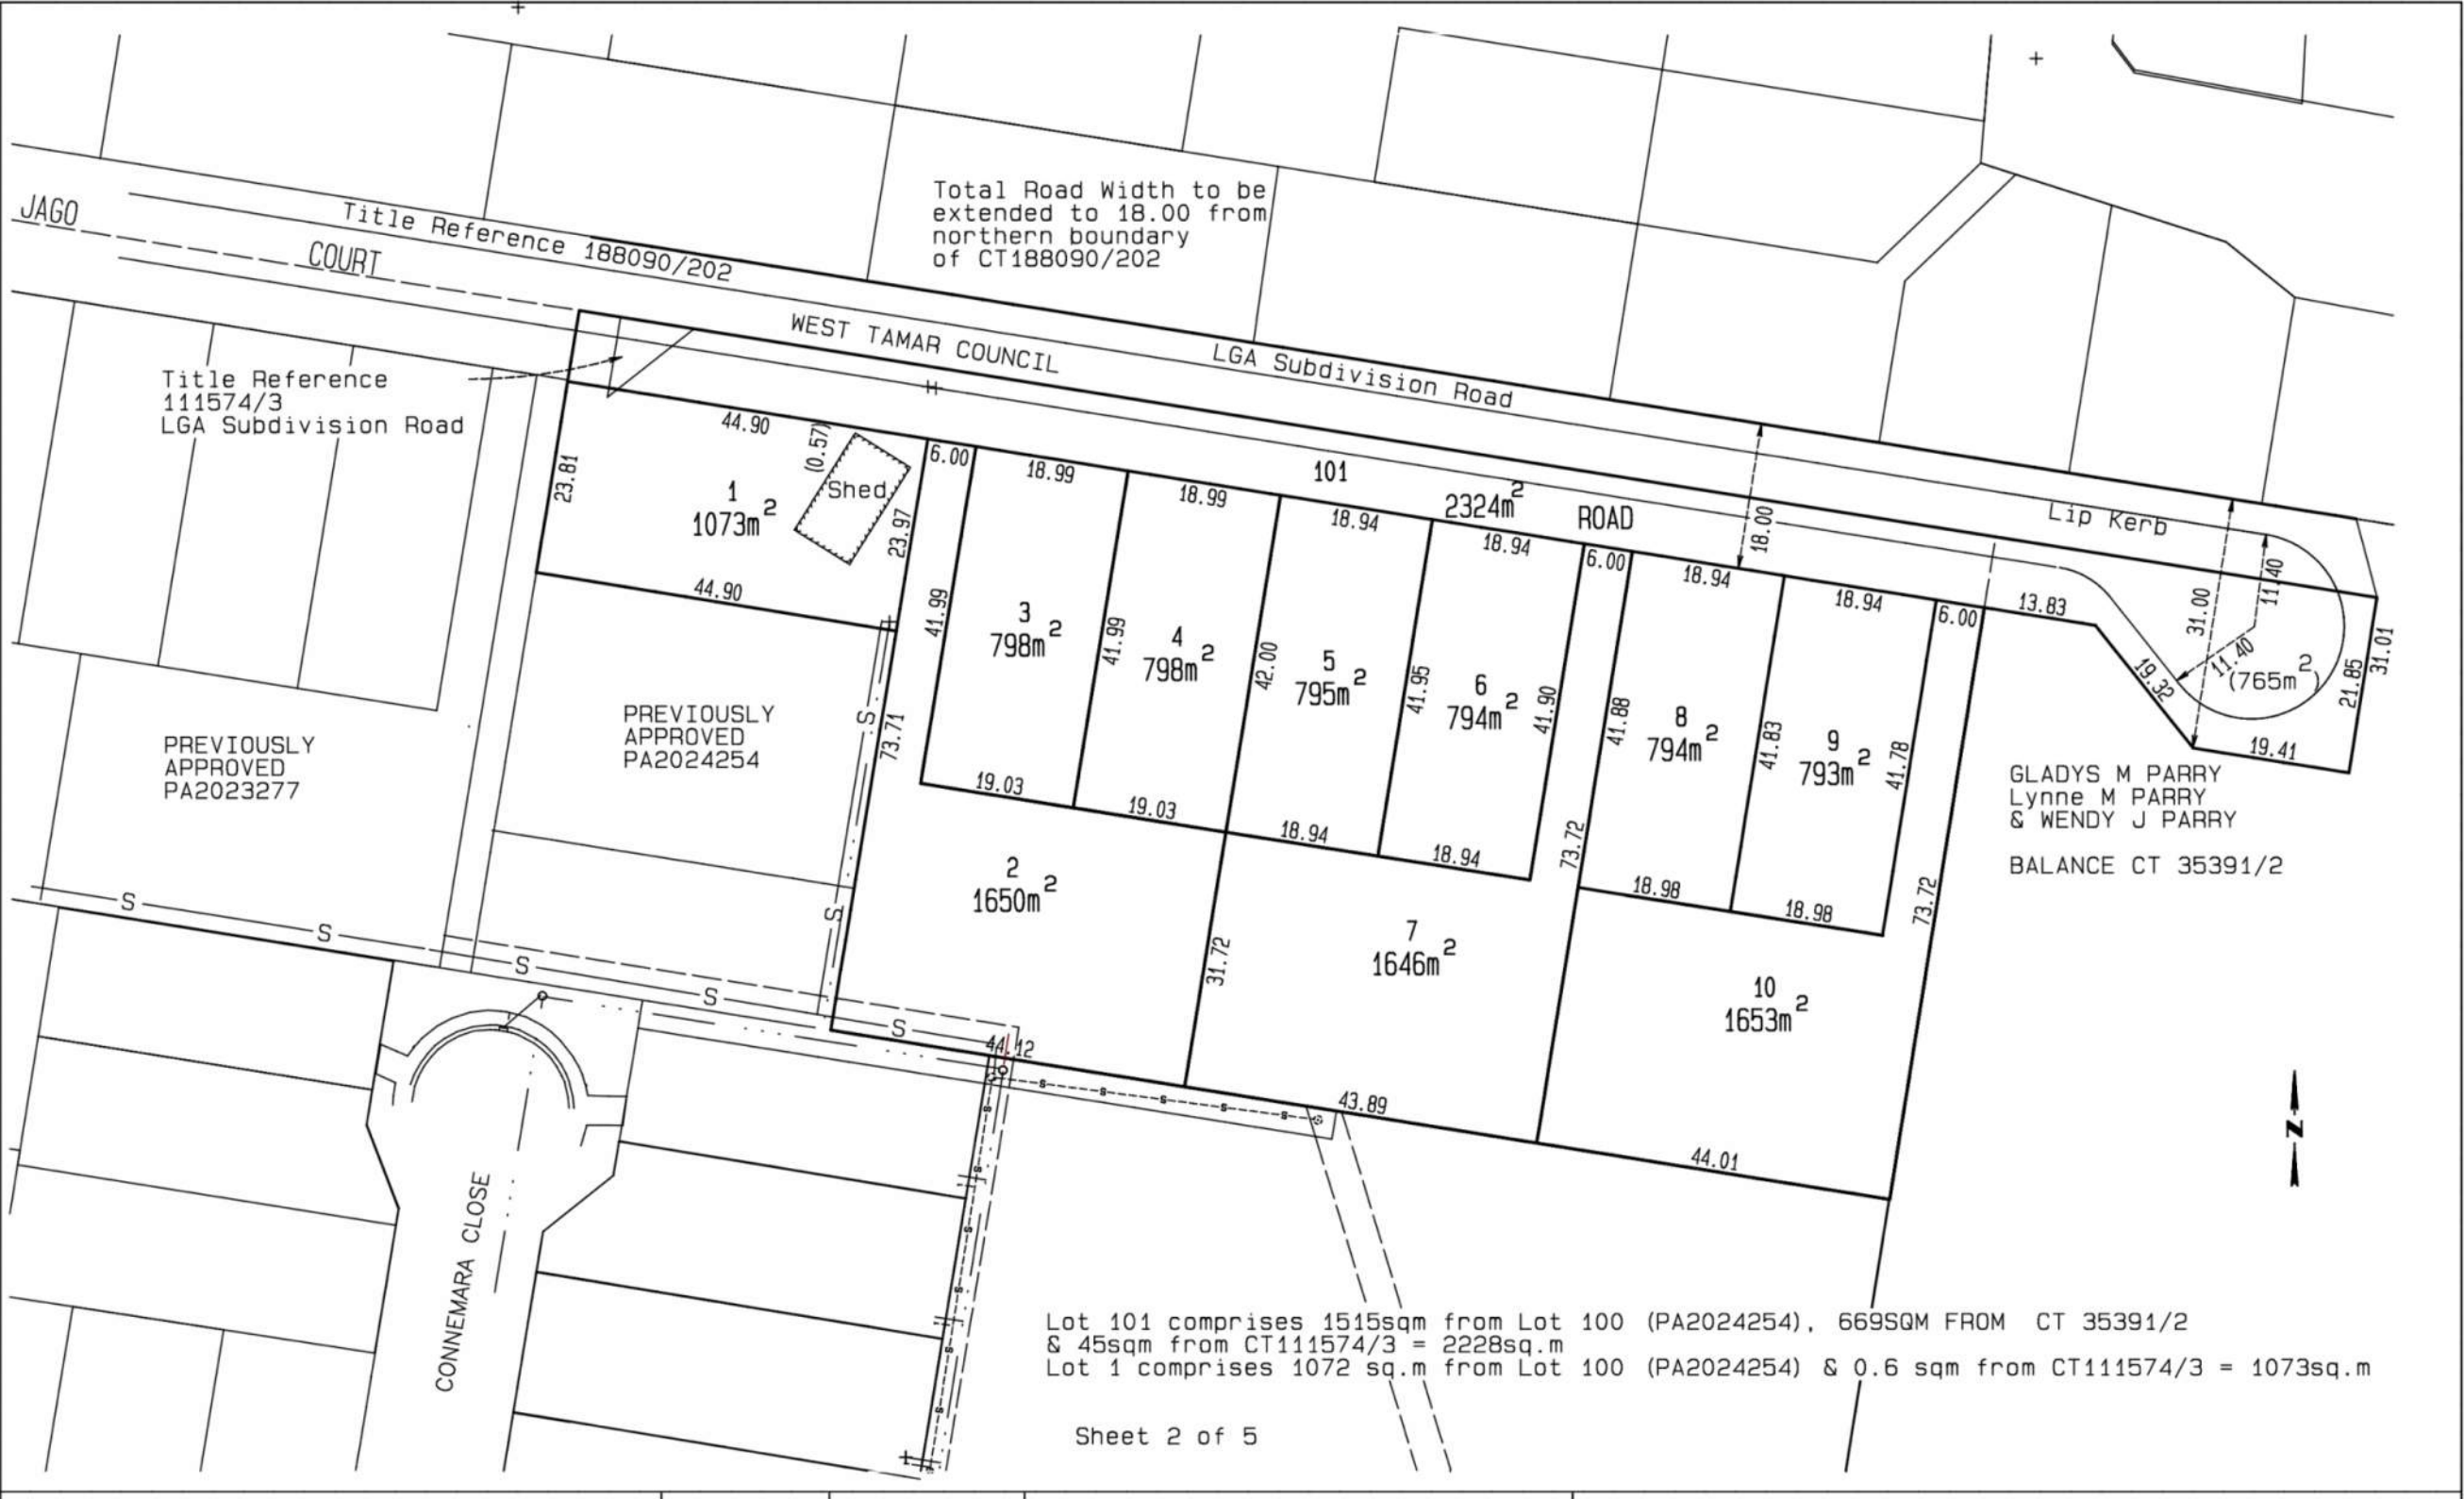 JAGO
COURT
Title Reference 188090/202
Total Road Width to be
extended to 18.00 from
northern boundary
of CT188090/202
WEST TAMAR COUNCIL
LGA Subdivision Road
Title Reference
111574/3
LGA Subdivision Road
H
44.90
(0.57)
Shed
23.81
1
1073m²
23.97
44.90
6.00
18.99
18.99
101
2324m²
ROAD
18.94
18.94
6.00
18.00
18.94
18.94
6.00
13.83
Lip Kerb
31.00
11.40
11.40
19.32
(765m²)
21.85
31.01
19.41
41.99
3
798m²
41.99
4
798m²
42.00
5
795m²
41.95
6
794m²
41.90
41.88
8
794m²
41.83
9
793m²
41.78
19.03
19.03
18.94
18.94
18.98
18.98
73.71
73.72
73.72
PREVIOUSLY
APPROVED
PA2023277
PREVIOUSLY
APPROVED
PA2024254
GLADYS M PARRY
Lynne M PARRY
& WENDY J PARRY
BALANCE CT 35391/2
2
1650m²
31.72
7
1646m²
10
1653m²
S
S
S
S
S
S
S
44.12
43.89
44.01
s
s
s
s
s
s
s
s
s
s
s
N
CONNEMARA CLOSE
Lot 101 comprises 1515sqm from Lot 100 (PA2024254), 669SQM FROM CT 35391/2
& 45sqm from CT111574/3 = 2228sq.m
Lot 1 comprises 1072 sq.m from Lot 100 (PA2024254) & 0.6 sqm from CT111574/3 = 1073sq.m
Sheet 2 of 5